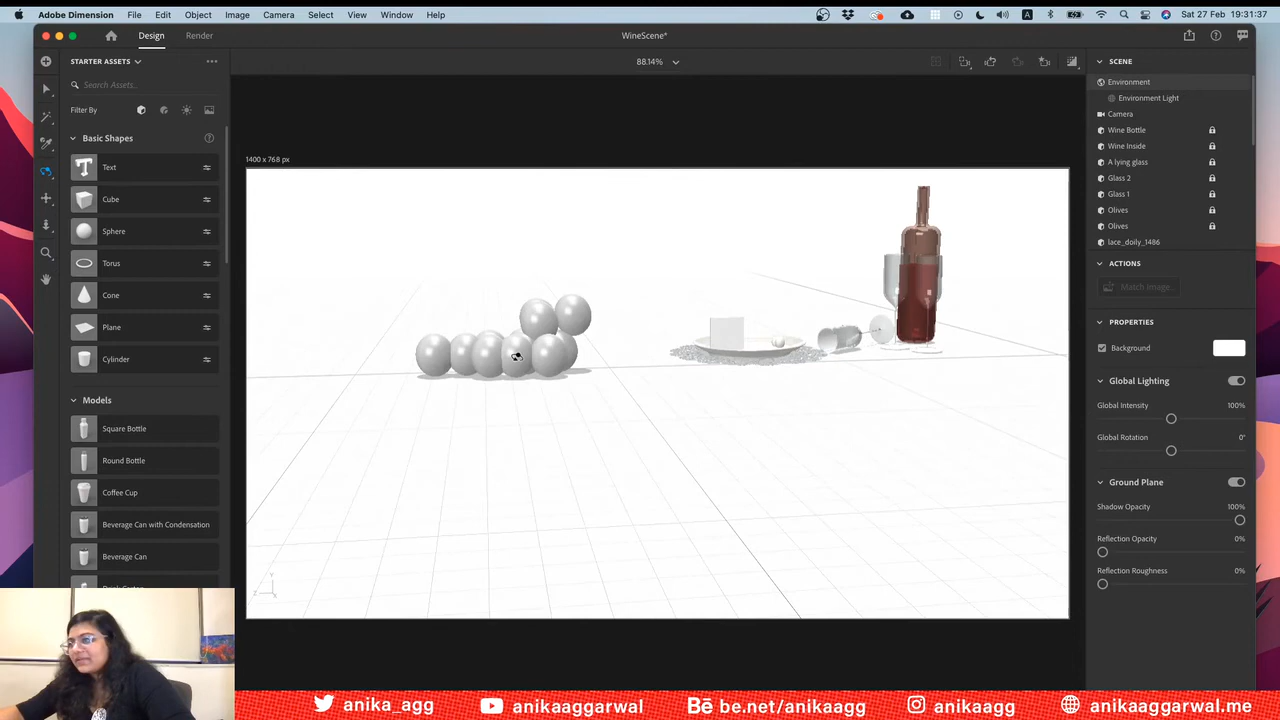 Adobe Dimension File Edit Object Image Camera Select View Window Help
A Sat 27 Feb 19:31:37
Design Render WineScene*
STARTER ASSETS
88.14%
SCENE
Search Assets..
Environment
Environment Light
Filter By
Camera
Basic Shapes
Wine Bottle
Wine Inside
1400 x 768 px
Text
A lying glass
Glass 2
Cube
Glass 1
Olives
Sphere
Olives
lace_doily_1486
Torus
ACTIONS
Match Image..
Cone
Plane
PROPERTIES
Background
Cylinder
Global Lighting
Models
Global Intensity 100%
Square Bottle
Global Rotation 0°
Round Bottle
Ground Plane
Coffee Cup
Shadow Opacity 100%
Beverage Can with Condensation
Reflection Opacity 0%
Beverage Can
Reflection Roughness 0%
Y
Z X
anika_agg anikaaggarwal Bē be.net/anikaagg anikaagg anikaaggarwal.me